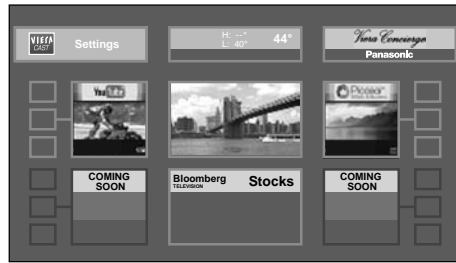 VIERA
CAST
Settings
H: --°
L: 40°
44°
Viera Concierge
Panasonic
YouTube
Picasa
COMING
SOON
Bloomberg
TELEVISION
Stocks
COMING
SOON